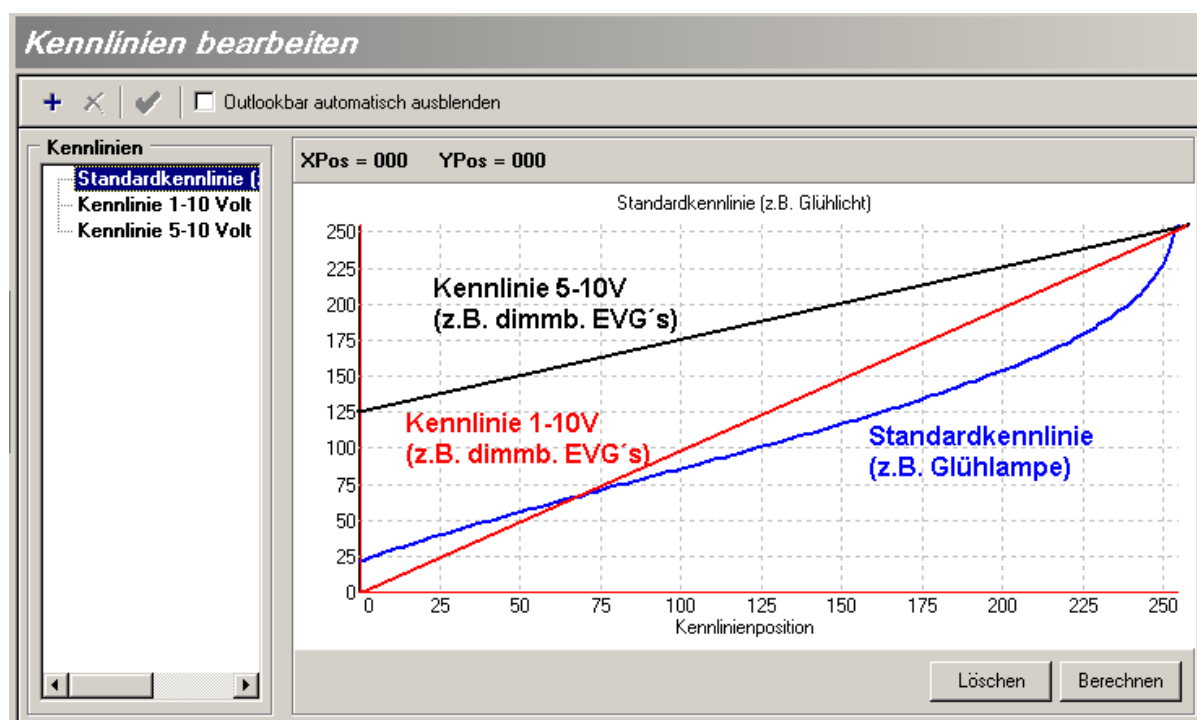 Kennlinien bearbeiten
Outlookbar automatisch ausblenden
Kennlinien
Standardkennlinie (
Kennlinie 1-10 Volt
Kennlinie 5-10 Volt
XPos = 000 YPos = 000
Standardkennlinie (z.B. Glühlicht)
250
225
200
175
150
125
100
75
50
25
0
Kennlinie 5-10V
(z.B. dimmb. EVG´s)
Kennlinie 1-10V
(z.B. dimmb. EVG´s)
Standardkennlinie
(z.B. Glühlampe)
0 25 50 75 100 125 150 175 200 225 250
Kennlinienposition
Löschen Berechnen